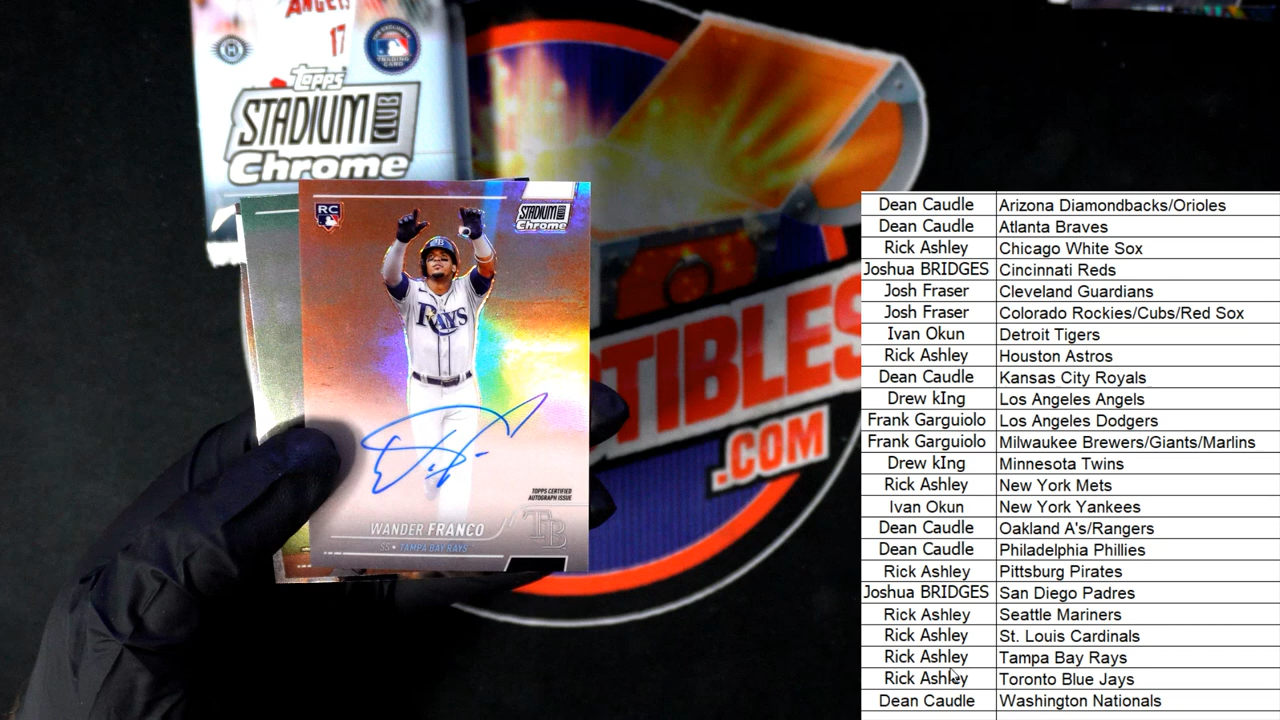 ANGELS
17
THE EXCLUSIVE
TRADING CARD
Topps
STADIUM CLUB
Chrome
RC
STADIUM CLUB
Chrome
RAYS
TOPPS CERTIFIED
AUTOGRAPH ISSUE
WANDER FRANCO
SS • TAMPA BAY RAYS
TB
TIBLES
.COM
Dean Caudle Arizona Diamondbacks/Orioles
Dean Caudle Atlanta Braves
Rick Ashley Chicago White Sox
Joshua BRIDGES Cincinnati Reds
Josh Fraser Cleveland Guardians
Josh Fraser Colorado Rockies/Cubs/Red Sox
Ivan Okun Detroit Tigers
Rick Ashley Houston Astros
Dean Caudle Kansas City Royals
Drew kIng Los Angeles Angels
Frank Garguiolo Los Angeles Dodgers
Frank Garguiolo Milwaukee Brewers/Giants/Marlins
Drew kIng Minnesota Twins
Rick Ashley New York Mets
Ivan Okun New York Yankees
Dean Caudle Oakland A's/Rangers
Dean Caudle Philadelphia Phillies
Rick Ashley Pittsburg Pirates
Joshua BRIDGES San Diego Padres
Rick Ashley Seattle Mariners
Rick Ashley St. Louis Cardinals
Rick Ashley Tampa Bay Rays
Rick Ashley Toronto Blue Jays
Dean Caudle Washington Nationals